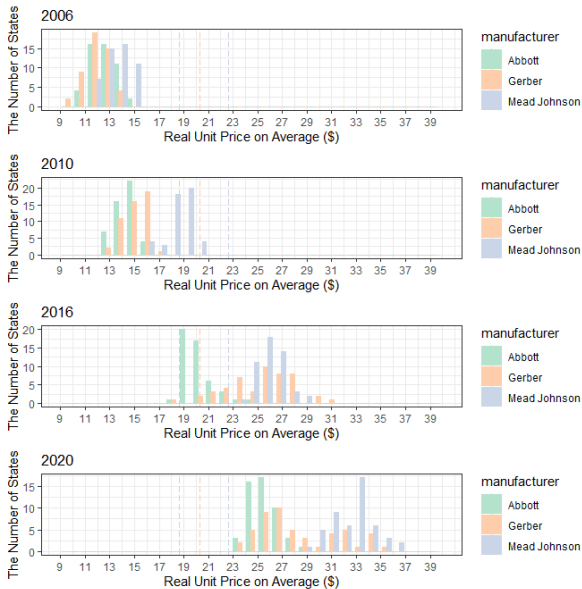 2006
The Number of States
15
10
5
0
9 11 13 15 17 19 21 23 25 27 29 31 33 35 37 39
Real Unit Price on Average ($)
manufacturer
Abbott
Gerber
Mead Johnson
2010
The Number of States
20
15
10
5
0
9 11 13 15 17 19 21 23 25 27 29 31 33 35 37 39
Real Unit Price on Average ($)
manufacturer
Abbott
Gerber
Mead Johnson
2016
The Number of States
20
15
10
5
0
9 11 13 15 17 19 21 23 25 27 29 31 33 35 37 39
Real Unit Price on Average ($)
manufacturer
Abbott
Gerber
Mead Johnson
2020
The Number of States
15
10
5
0
9 11 13 15 17 19 21 23 25 27 29 31 33 35 37 39
Real Unit Price on Average ($)
manufacturer
Abbott
Gerber
Mead Johnson